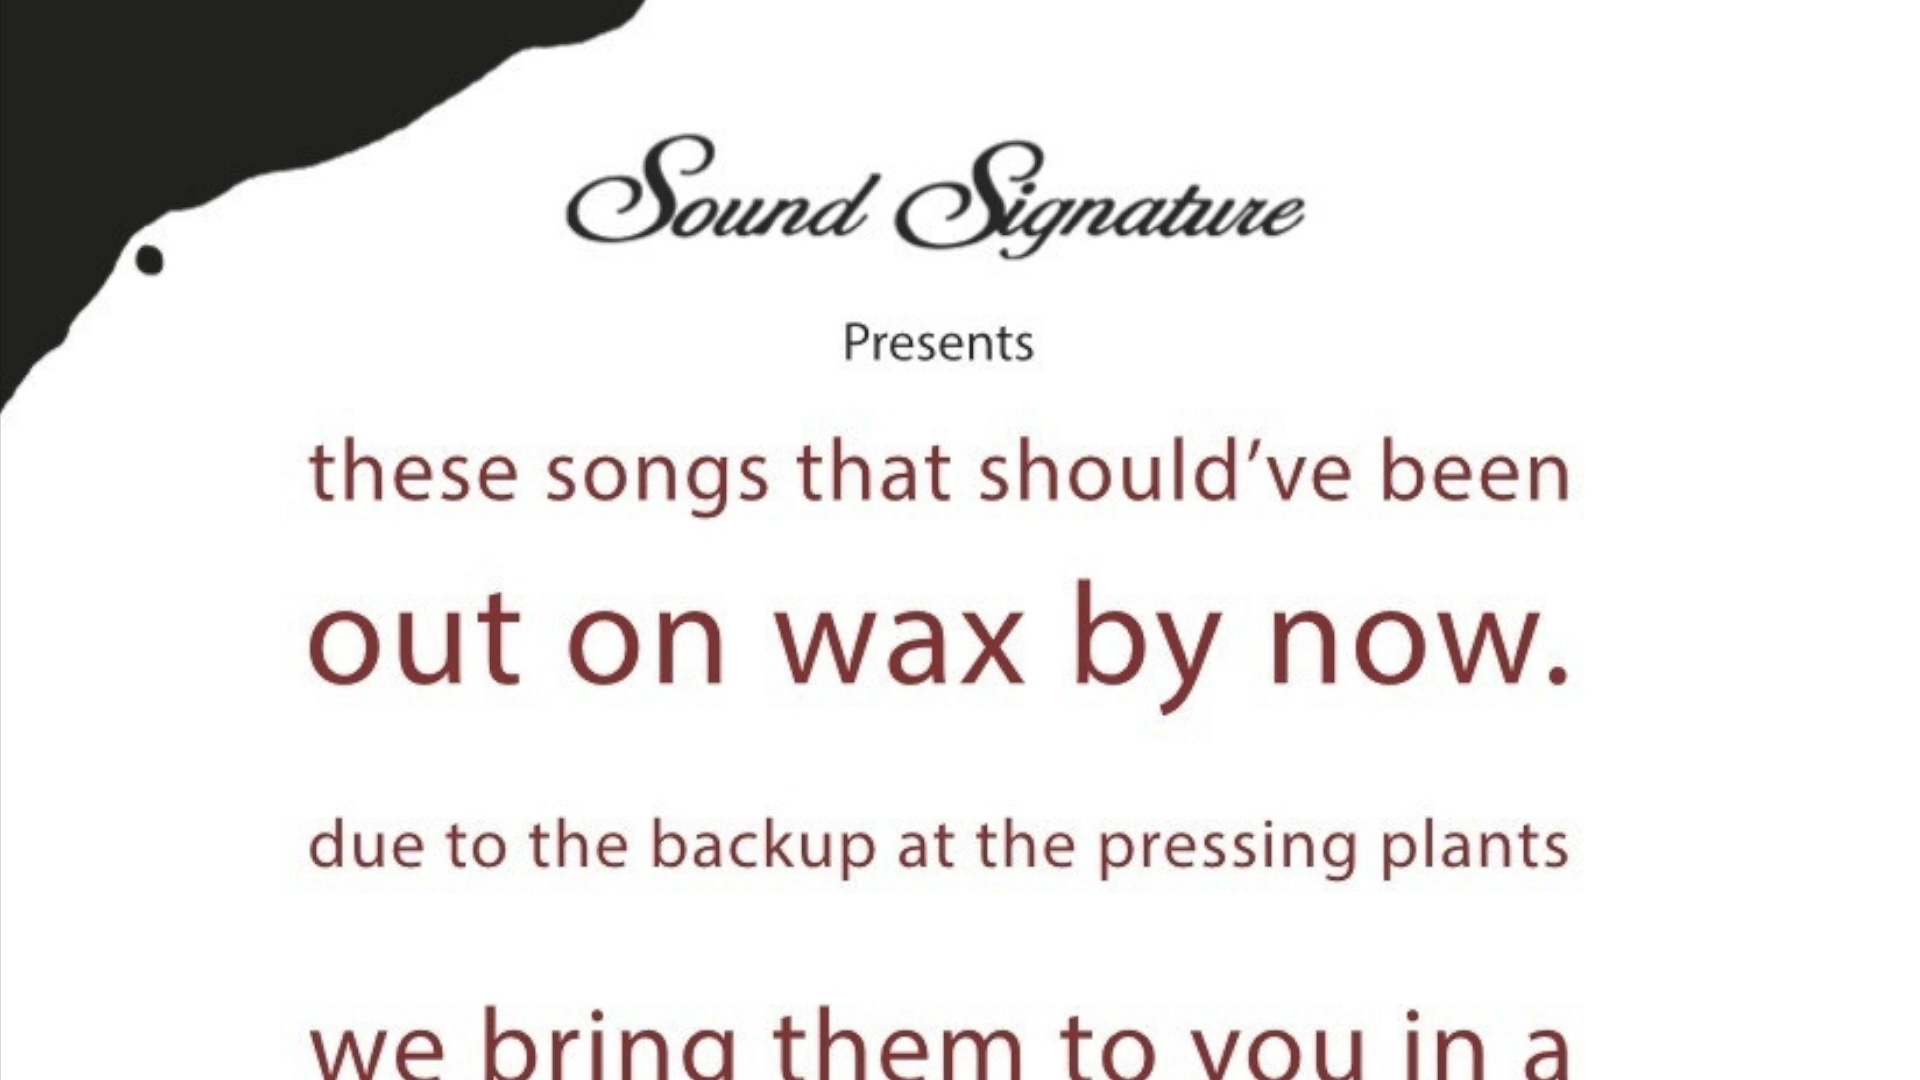 Sound Signature
Presents
these songs that should’ve been
out on wax by now.
due to the backup at the pressing plants
we bring them to you in a